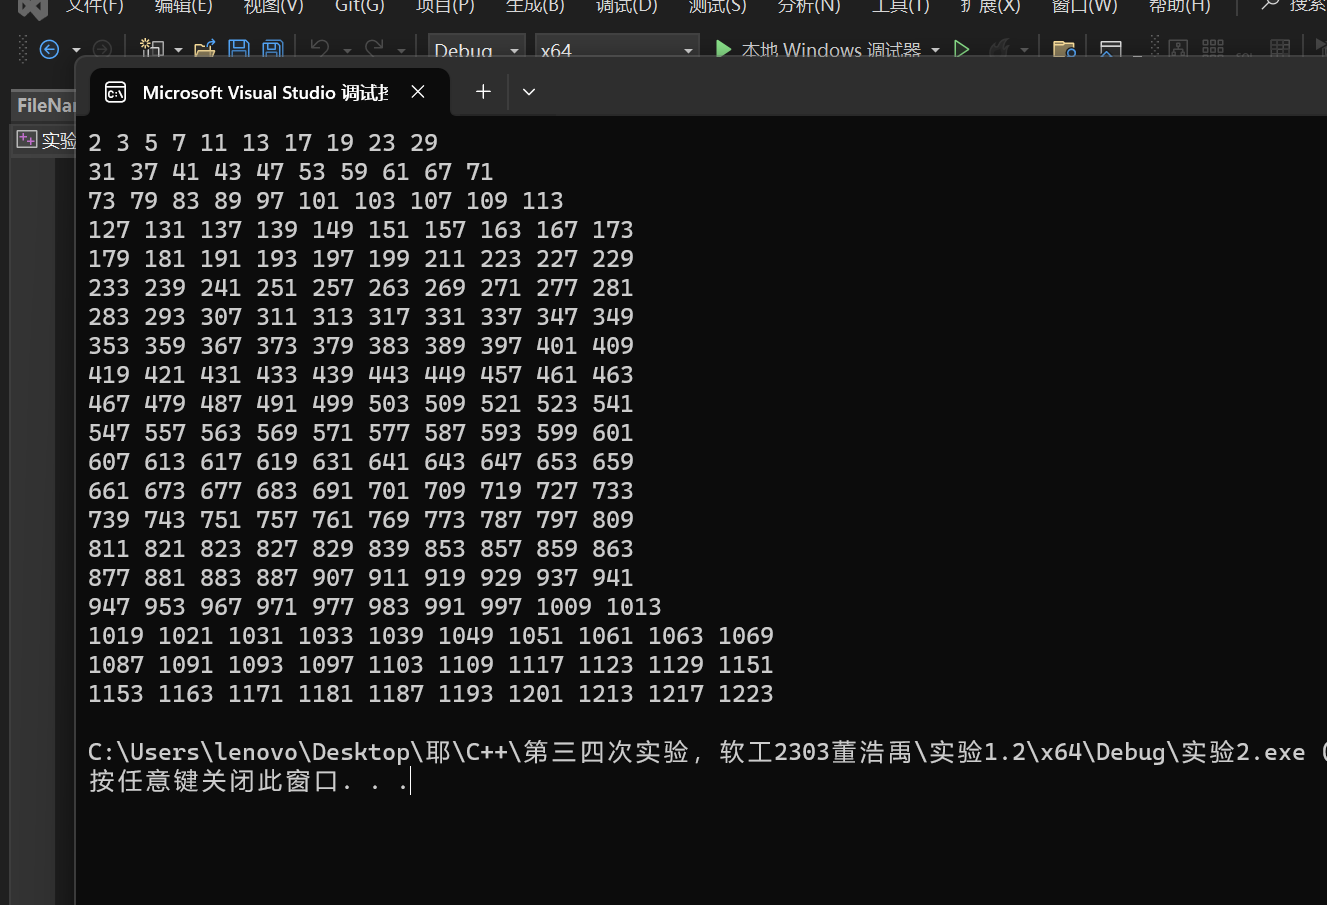 文件(F) 编辑(E) 视图(V) Git(G) 项目(P) 生成(B) 调试(D) 测试(S) 分析(N) 工具(T) 扩展(X) 窗口(W) 帮助(H) 搜索
Debug x64 本地 Windows 调试器
Microsoft Visual Studio 调试控
FileNa
实验
2 3 5 7 11 13 17 19 23 29
31 37 41 43 47 53 59 61 67 71
73 79 83 89 97 101 103 107 109 113
127 131 137 139 149 151 157 163 167 173
179 181 191 193 197 199 211 223 227 229
233 239 241 251 257 263 269 271 277 281
283 293 307 311 313 317 331 337 347 349
353 359 367 373 379 383 389 397 401 409
419 421 431 433 439 443 449 457 461 463
467 479 487 491 499 503 509 521 523 541
547 557 563 569 571 577 587 593 599 601
607 613 617 619 631 641 643 647 653 659
661 673 677 683 691 701 709 719 727 733
739 743 751 757 761 769 773 787 797 809
811 821 823 827 829 839 853 857 859 863
877 881 883 887 907 911 919 929 937 941
947 953 967 971 977 983 991 997 1009 1013
1019 1021 1031 1033 1039 1049 1051 1061 1063 1069
1087 1091 1093 1097 1103 1109 1117 1123 1129 1151
1153 1163 1171 1181 1187 1193 1201 1213 1217 1223
C:\Users\lenovo\Desktop\耶\C++\第三四次实验，软工2303董浩禹\实验1.2\x64\Debug\实验2.exe (
按任意键关闭此窗口. . .